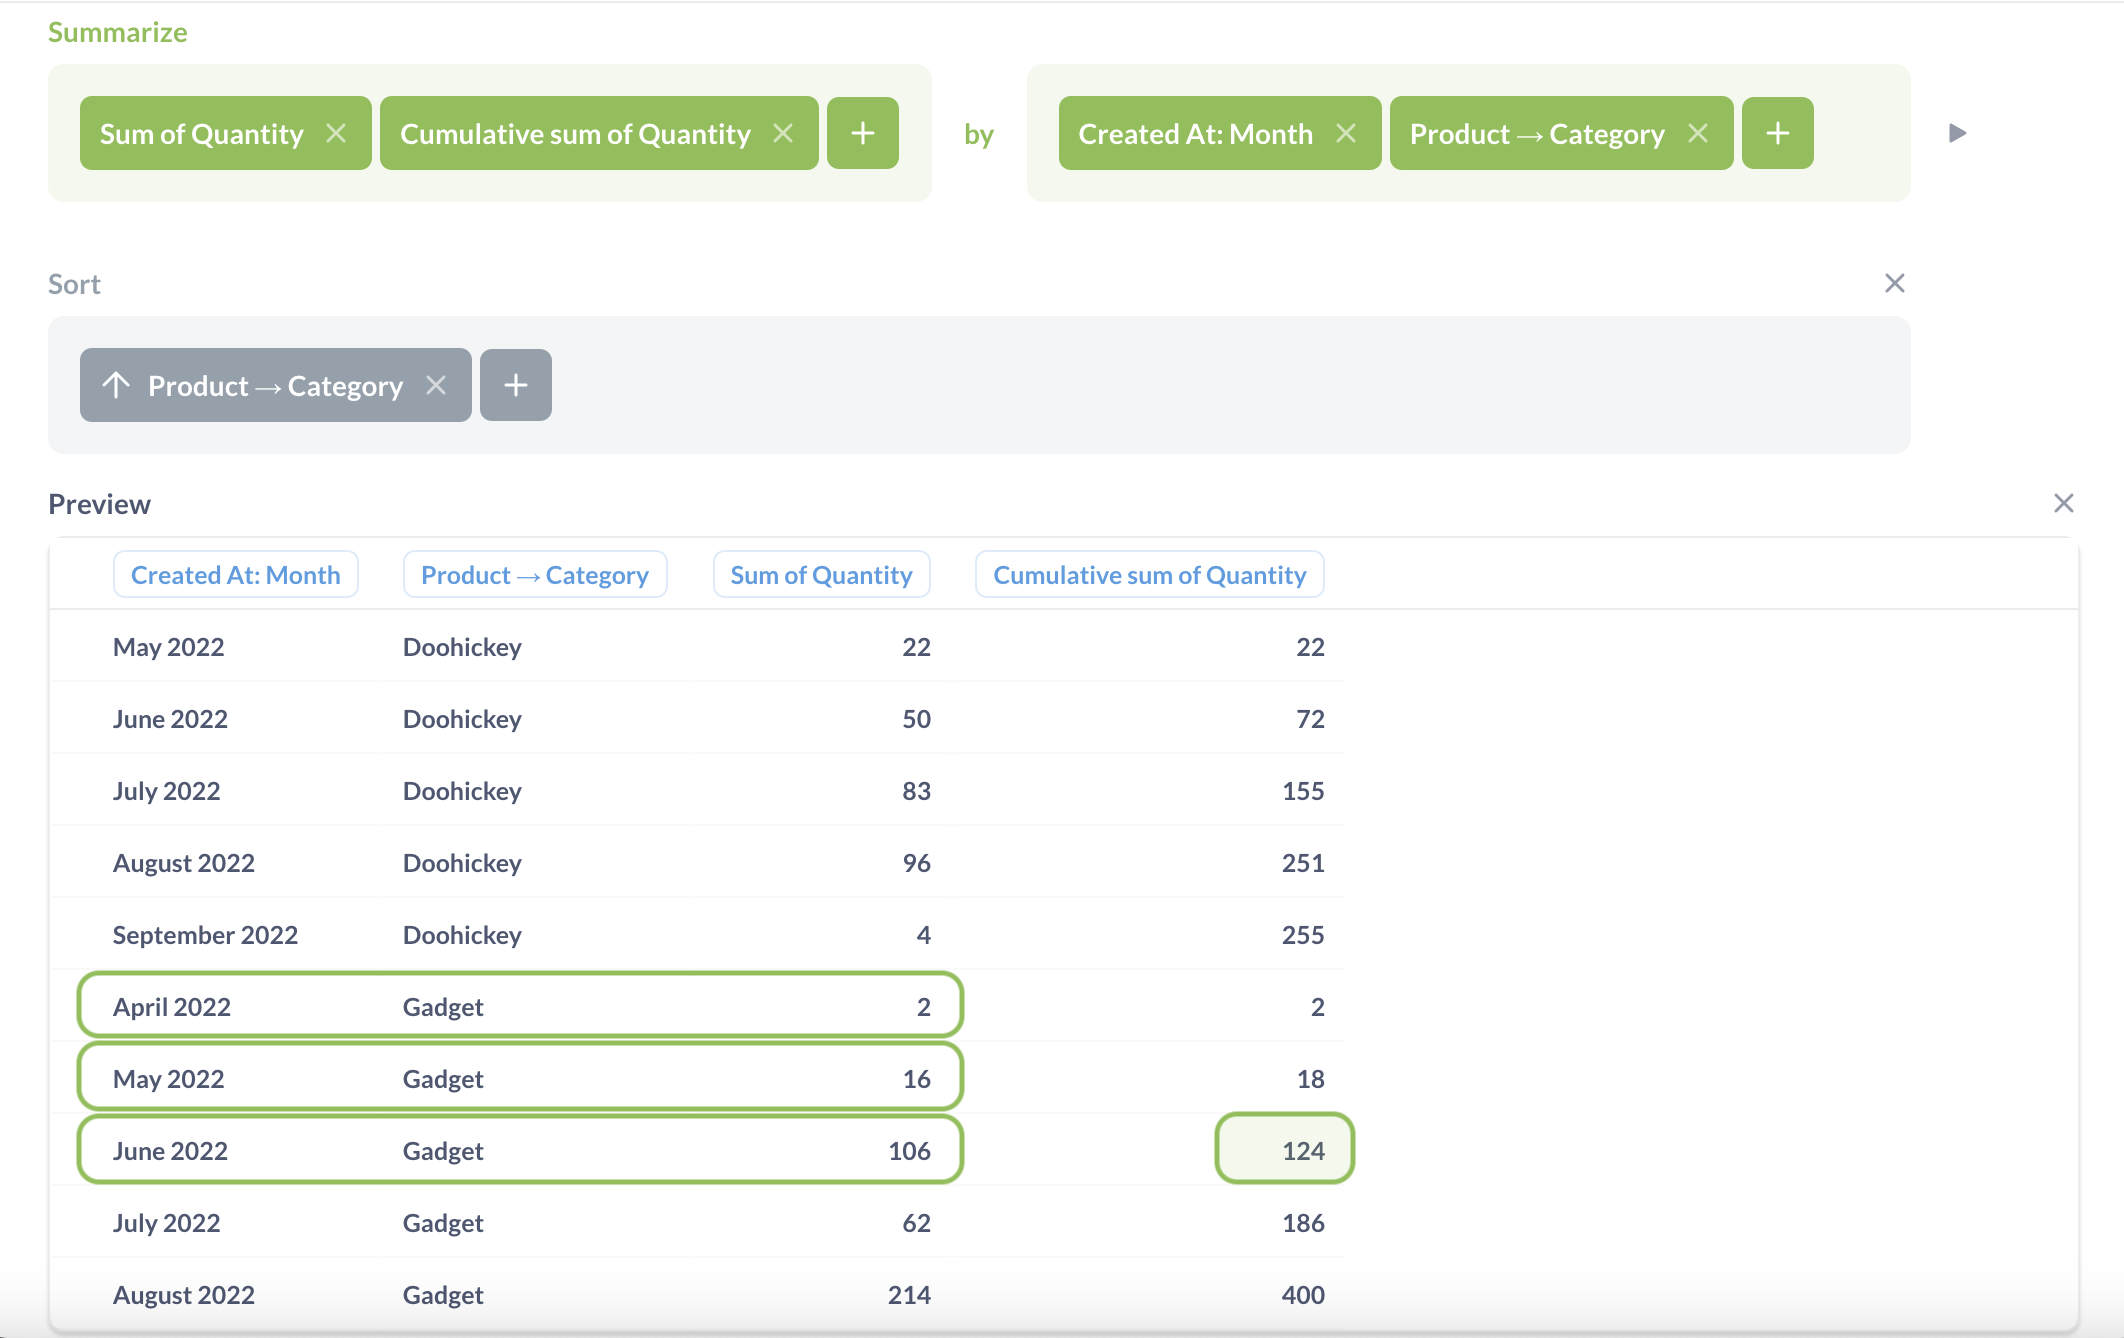 Summarize
Sum of Quantity Cumulative sum of Quantity + by Created At: Month Product → Category +
Sort
↑ Product → Category +
Preview
Created At: Month Product → Category Sum of Quantity Cumulative sum of Quantity
May 2022 Doohickey 22 22
June 2022 Doohickey 50 72
July 2022 Doohickey 83 155
August 2022 Doohickey 96 251
September 2022 Doohickey 4 255
April 2022 Gadget 2 2
May 2022 Gadget 16 18
June 2022 Gadget 106 124
July 2022 Gadget 62 186
August 2022 Gadget 214 400